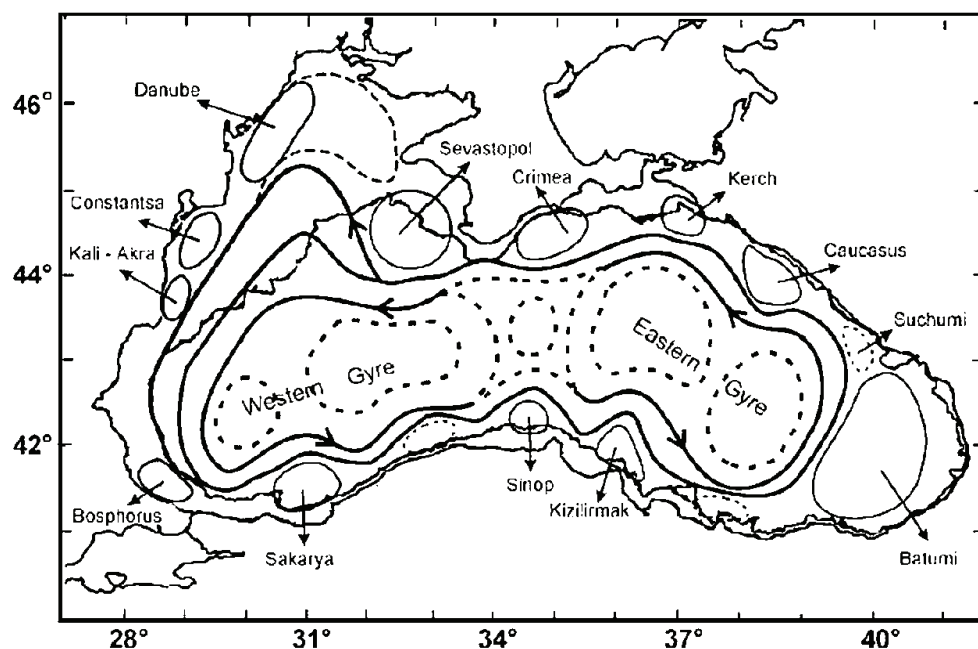 46°
44°
42°
28°
31°
34°
37°
40°
Danube
Sevastopol
Crimea
Kerch
Constantsa
Kali - Akra
Caucasus
Suchumi
Western
Gyre
Eastern
Gyre
Bosphorus
Sakarya
Sinop
Kizilirmak
Batumi